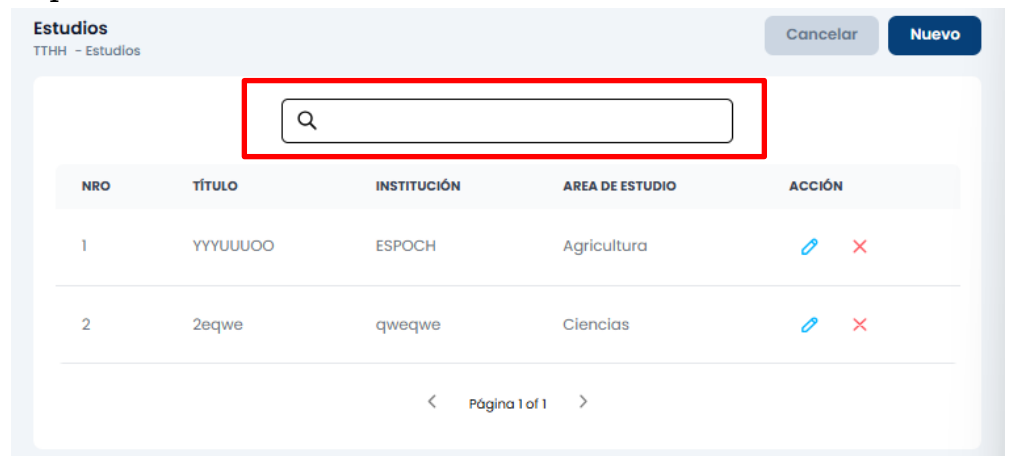 Estudios
Cancelar Nuevo
TTHH - Estudios
NRO TÍTULO INSTITUCIÓN AREA DE ESTUDIO ACCIÓN
1 YYYUUUOO ESPOCH Agricultura
2 2eqwe qweqwe Ciencias
Página 1 of 1